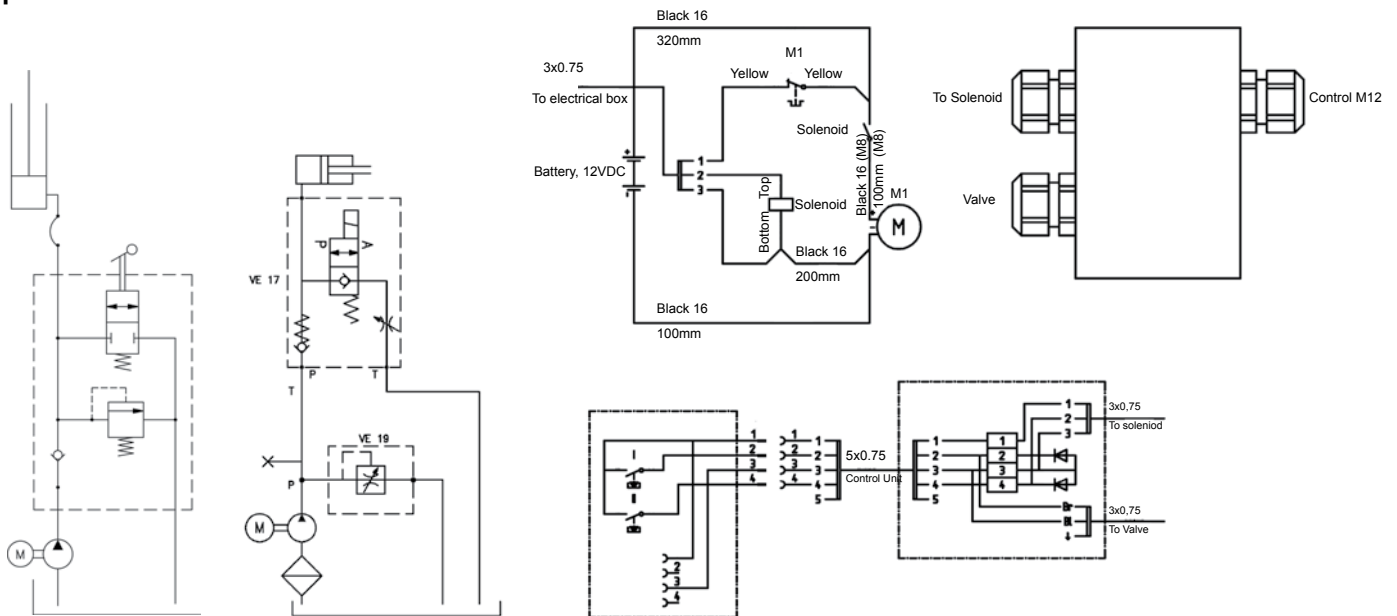 M
VE 17
P
A
P
T
T
VE 19
P
M
Black 16
320mm
3x0.75
To electrical box
M1
Yellow
Yellow
Solenoid
Battery, 12VDC
+
-
1
2
3
Top
Bottom
Solenoid
Black 16 (M8)
100mm (M8)
M1
+
-
M
Black 16
200mm
Black 16
100mm
To Solenoid
Control M12
Valve
I
II
1
2
3
4
1
2
3
4
1
2
3
4
5
2
3
4
5x0.75
Control Unit
1
2
3
4
5
1
2
3
4
1
2
3
3x0,75
To soleniod
Br
Bl
3x0,75
To Valve